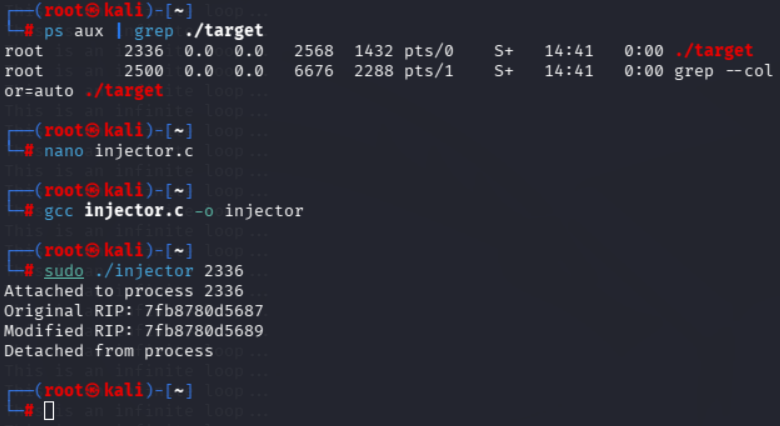 ┌──(root㉿kali)-[~]
└─# ps aux | grep ./target
root 2336 0.0 0.0 2568 1432 pts/0 S+ 14:41 0:00 ./target
root 2500 0.0 0.0 6676 2288 pts/1 S+ 14:41 0:00 grep --col
or=auto ./target
┌──(root㉿kali)-[~]
└─# nano injector.c
┌──(root㉿kali)-[~]
└─# gcc injector.c -o injector
┌──(root㉿kali)-[~]
└─# sudo ./injector 2336
Attached to process 2336
Original RIP: 7fb8780d5687
Modified RIP: 7fb8780d5689
Detached from process
┌──(root㉿kali)-[~]
└─#